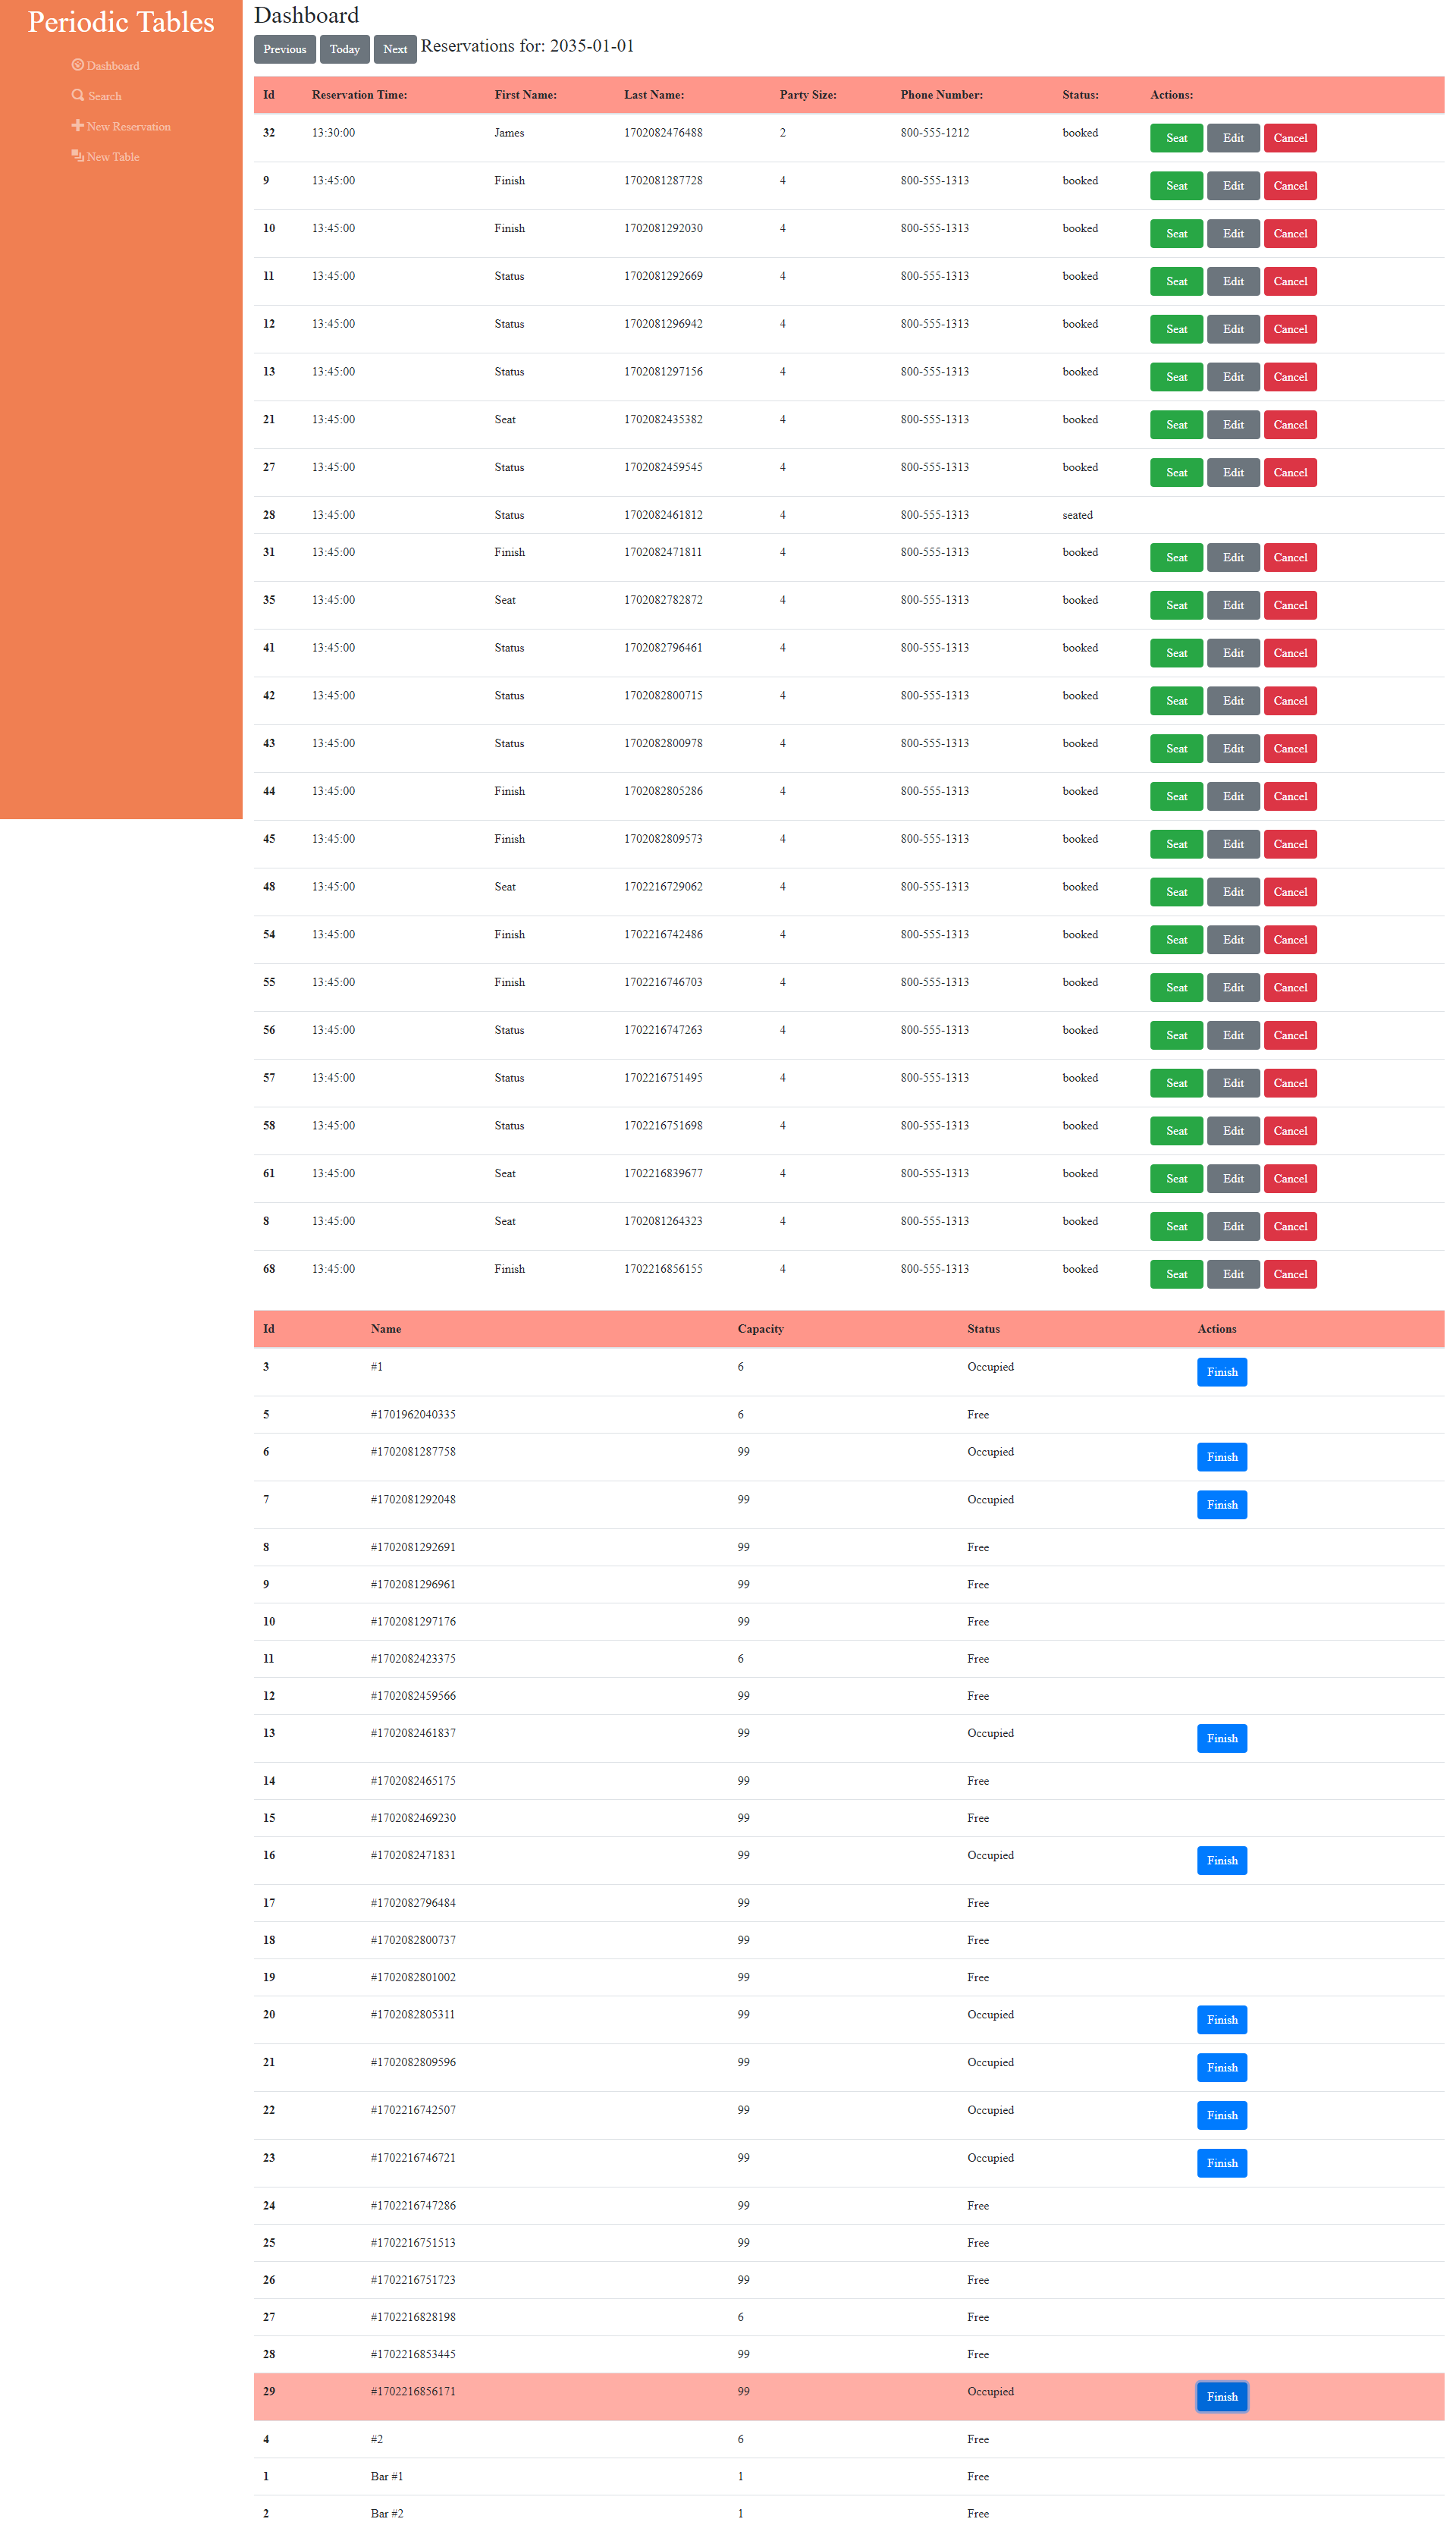 Periodic Tables
Dashboard
Search
New Reservation
New Table
Dashboard
Previous Today Next Reservations for: 2035-01-01
Id Reservation Time: First Name: Last Name: Party Size: Phone Number: Status: Actions:
32 13:30:00 James 1702082476488 2 800-555-1212 booked Seat Edit Cancel
9 13:45:00 Finish 1702081287728 4 800-555-1313 booked Seat Edit Cancel
10 13:45:00 Finish 1702081292030 4 800-555-1313 booked Seat Edit Cancel
11 13:45:00 Status 1702081292669 4 800-555-1313 booked Seat Edit Cancel
12 13:45:00 Status 1702081296942 4 800-555-1313 booked Seat Edit Cancel
13 13:45:00 Status 1702081297156 4 800-555-1313 booked Seat Edit Cancel
21 13:45:00 Seat 1702082435382 4 800-555-1313 booked Seat Edit Cancel
27 13:45:00 Status 1702082459545 4 800-555-1313 booked Seat Edit Cancel
28 13:45:00 Status 1702082461812 4 800-555-1313 seated
31 13:45:00 Finish 1702082471811 4 800-555-1313 booked Seat Edit Cancel
35 13:45:00 Seat 1702082782872 4 800-555-1313 booked Seat Edit Cancel
41 13:45:00 Status 1702082796461 4 800-555-1313 booked Seat Edit Cancel
42 13:45:00 Status 1702082800715 4 800-555-1313 booked Seat Edit Cancel
43 13:45:00 Status 1702082800978 4 800-555-1313 booked Seat Edit Cancel
44 13:45:00 Finish 1702082805286 4 800-555-1313 booked Seat Edit Cancel
45 13:45:00 Finish 1702082809573 4 800-555-1313 booked Seat Edit Cancel
48 13:45:00 Seat 1702216729062 4 800-555-1313 booked Seat Edit Cancel
54 13:45:00 Finish 1702216742486 4 800-555-1313 booked Seat Edit Cancel
55 13:45:00 Finish 1702216746703 4 800-555-1313 booked Seat Edit Cancel
56 13:45:00 Status 1702216747263 4 800-555-1313 booked Seat Edit Cancel
57 13:45:00 Status 1702216751495 4 800-555-1313 booked Seat Edit Cancel
58 13:45:00 Status 1702216751698 4 800-555-1313 booked Seat Edit Cancel
61 13:45:00 Seat 1702216839677 4 800-555-1313 booked Seat Edit Cancel
8 13:45:00 Seat 1702081264323 4 800-555-1313 booked Seat Edit Cancel
68 13:45:00 Finish 1702216856155 4 800-555-1313 booked Seat Edit Cancel
Id Name Capacity Status Actions
3 #1 6 Occupied Finish
5 #1701962040335 6 Free
6 #1702081287758 99 Occupied Finish
7 #1702081292048 99 Occupied Finish
8 #1702081292691 99 Free
9 #1702081296961 99 Free
10 #1702081297176 99 Free
11 #1702082423375 6 Free
12 #1702082459566 99 Free
13 #1702082461837 99 Occupied Finish
14 #1702082465175 99 Free
15 #1702082469230 99 Free
16 #1702082471831 99 Occupied Finish
17 #1702082796484 99 Free
18 #1702082800737 99 Free
19 #1702082801002 99 Free
20 #1702082805311 99 Occupied Finish
21 #1702082809596 99 Occupied Finish
22 #1702216742507 99 Occupied Finish
23 #1702216746721 99 Occupied Finish
24 #1702216747286 99 Free
25 #1702216751513 99 Free
26 #1702216751723 99 Free
27 #1702216828198 6 Free
28 #1702216853445 99 Free
29 #1702216856171 99 Occupied Finish
4 #2 6 Free
1 Bar #1 1 Free
2 Bar #2 1 Free